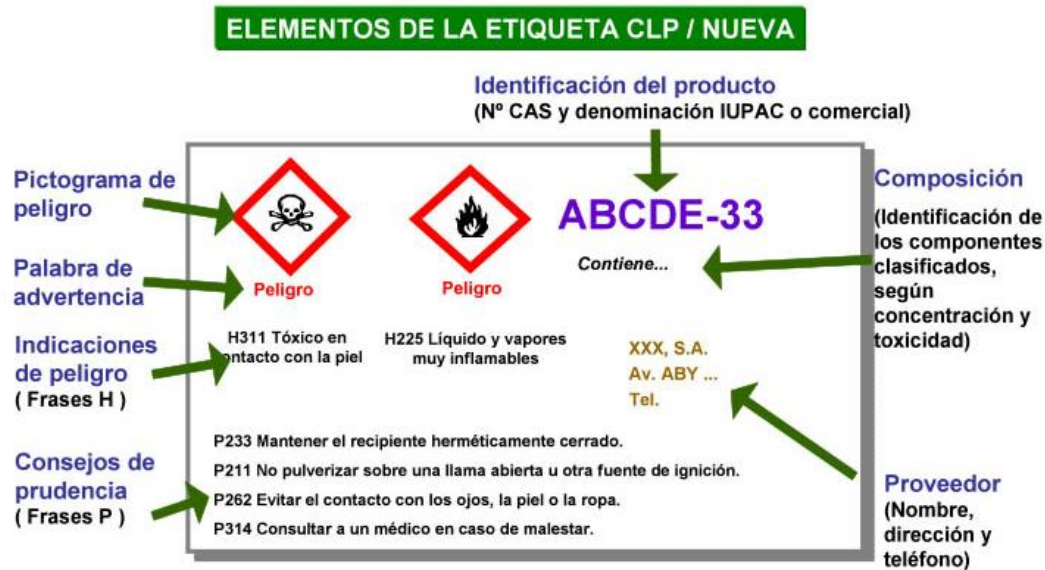 ELEMENTOS DE LA ETIQUETA CLP / NUEVA
Identificación del producto
(Nº CAS y denominación IUPAC o comercial)
Pictograma de
peligro
Palabra de
advertencia
Indicaciones
de peligro
( Frases H )
Consejos de
prudencia
( Frases P )
Peligro
Peligro
ABCDE-33
Contiene...
H311 Tóxico en
contacto con la piel
H225 Líquido y vapores
muy inflamables
XXX, S.A.
Av. ABY ...
Tel.
P233 Mantener el recipiente herméticamente cerrado.
P211 No pulverizar sobre una llama abierta u otra fuente de ignición.
P262 Evitar el contacto con los ojos, la piel o la ropa.
P314 Consultar a un médico en caso de malestar.
Composición
(Identificación de
los componentes
clasificados,
según
concentración y
toxicidad)
Proveedor
(Nombre,
dirección y
teléfono)